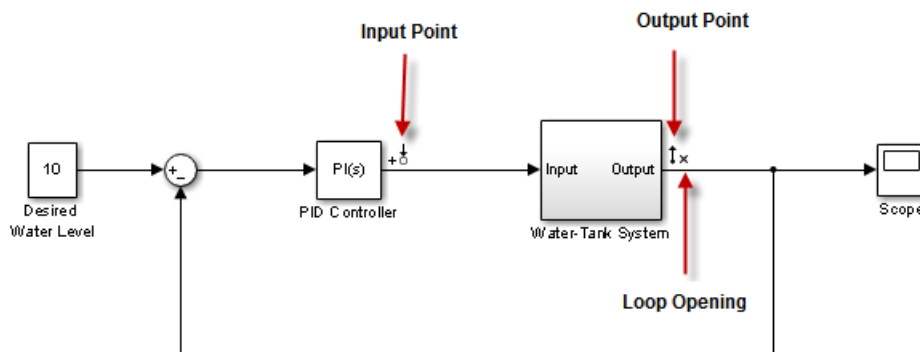 Input Point
Output Point
10
+
-
PI(s)
+
Input
Output
x
Desired
Water Level
PID Controller
Water-Tank System
Scope
Loop Opening